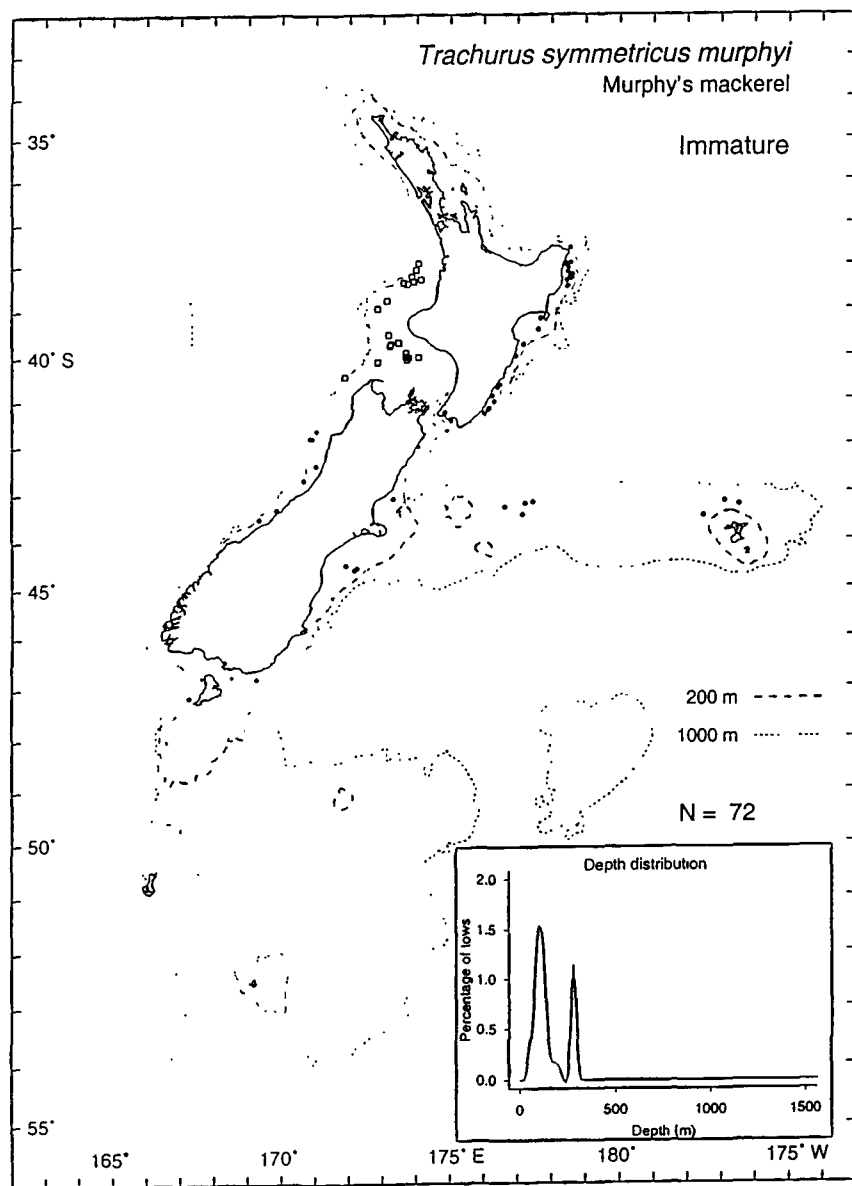 Trachurus symmetricus murphyi
Murphy's mackerel
Immature
35°
40° S
45°
200 m
1000 m
N = 72
50°
Depth distribution
2.0
1.5
1.0
0.5
0.0
Percentage of tows
0
500
1000
1500
Depth (m)
55°
165°
170°
175° E
180°
175° W